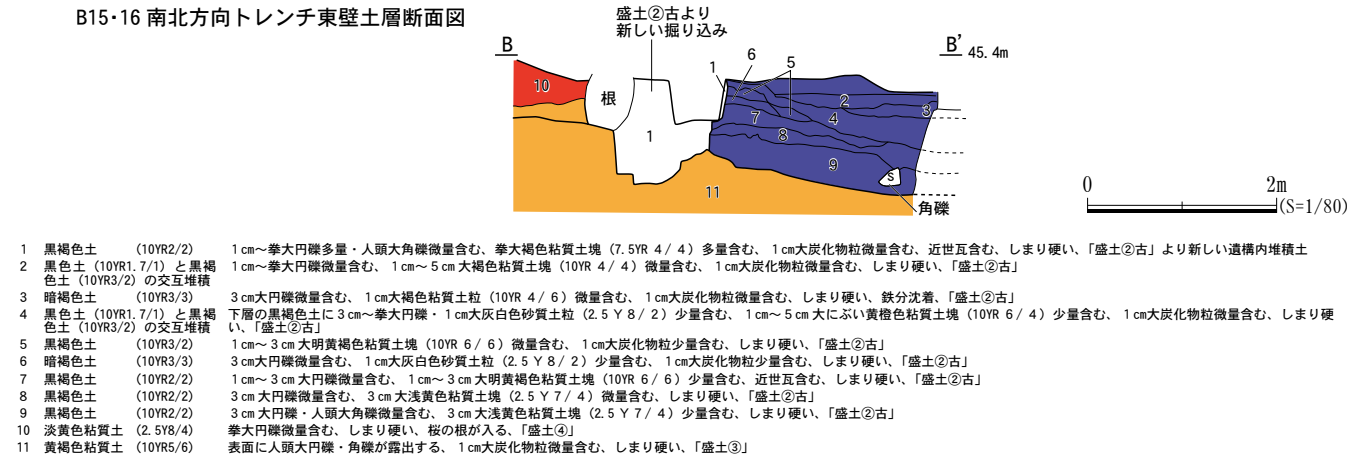 B15･16 南北方向トレンチ東壁土層断面図
盛土②古より
新しい掘り込み
B
B’ 45.4m
6
5
1
10
根
2
3
7
4
1
8
9
S
11
角礫
0 2m
(S=1/80)
1 黒褐色土 (10YR2/2) 1㎝～拳大円礫多量・人頭大角礫微量含む、拳大褐色粘質土塊（7.5YR 4/ 4）多量含む、1㎝大炭化物粒微量含む、近世瓦含む、しまり硬い、「盛土②古」より新しい遺構内堆積土
2 黒色土（10YR1.7/1）と黒褐 1㎝～拳大円礫微量含む、1㎝～5㎝大褐色粘質土塊（10YR 4/ 4）微量含む、1㎝大炭化物粒微量含む、しまり硬い、「盛土②古」
色土（10YR3/2）の交互堆積
3 暗褐色土 (10YR3/3) 3㎝大円礫微量含む、1㎝大褐色粘質土粒（10YR 4/ 6）微量含む、1㎝大炭化物粒微量含む、しまり硬い、鉄分沈着、「盛土②古」
4 黒色土（10YR1.7/1）と黒褐 下層の黒褐色土に3㎝～拳大円礫・1㎝大灰白色砂質土粒（2.5 Y 8/ 2）少量含む、1㎝～5㎝大にぶい黄橙色粘質土塊（10YR 6/ 4）少量含む、1㎝大炭化物粒微量含む、しまり硬
色土（10YR3/2）の交互堆積 い、「盛土②古」
5 黒褐色土 (10YR3/2) 1㎝～3㎝大明黄褐色粘質土塊（10YR 6/ 6）微量含む、1㎝大炭化物粒少量含む、しまり硬い、「盛土②古」
6 暗褐色土 (10YR3/3) 3㎝大円礫微量含む、1㎝大灰白色砂質土粒（2.5 Y 8/ 2）少量含む、1㎝大炭化物粒少量含む、しまり硬い、「盛土②古」
7 黒褐色土 (10YR2/2) 1㎝～3㎝大円礫微量含む、1㎝～3㎝大明黄褐色粘質土塊（10YR 6/ 6）少量含む、近世瓦含む、しまり硬い、「盛土②古」
8 黒褐色土 (10YR2/2) 3㎝大円礫微量含む、3㎝大浅黄色粘質土塊（2.5 Y 7/ 4）微量含む、しまり硬い、「盛土②古」
9 黒褐色土 (10YR2/2) 3㎝大円礫・人頭大角礫微量含む、3㎝大浅黄色粘質土塊（2.5 Y 7/ 4）少量含む、しまり硬い、「盛土②古」
10 淡黄色粘質土 (2.5Y8/4) 拳大円礫微量含む、しまり硬い、桜の根が入る、「盛土④」
11 黄褐色粘質土 (10YR5/6) 表面に人頭大円礫・角礫が露出する、1㎝大炭化物粒微量含む、しまり硬い、「盛土③」